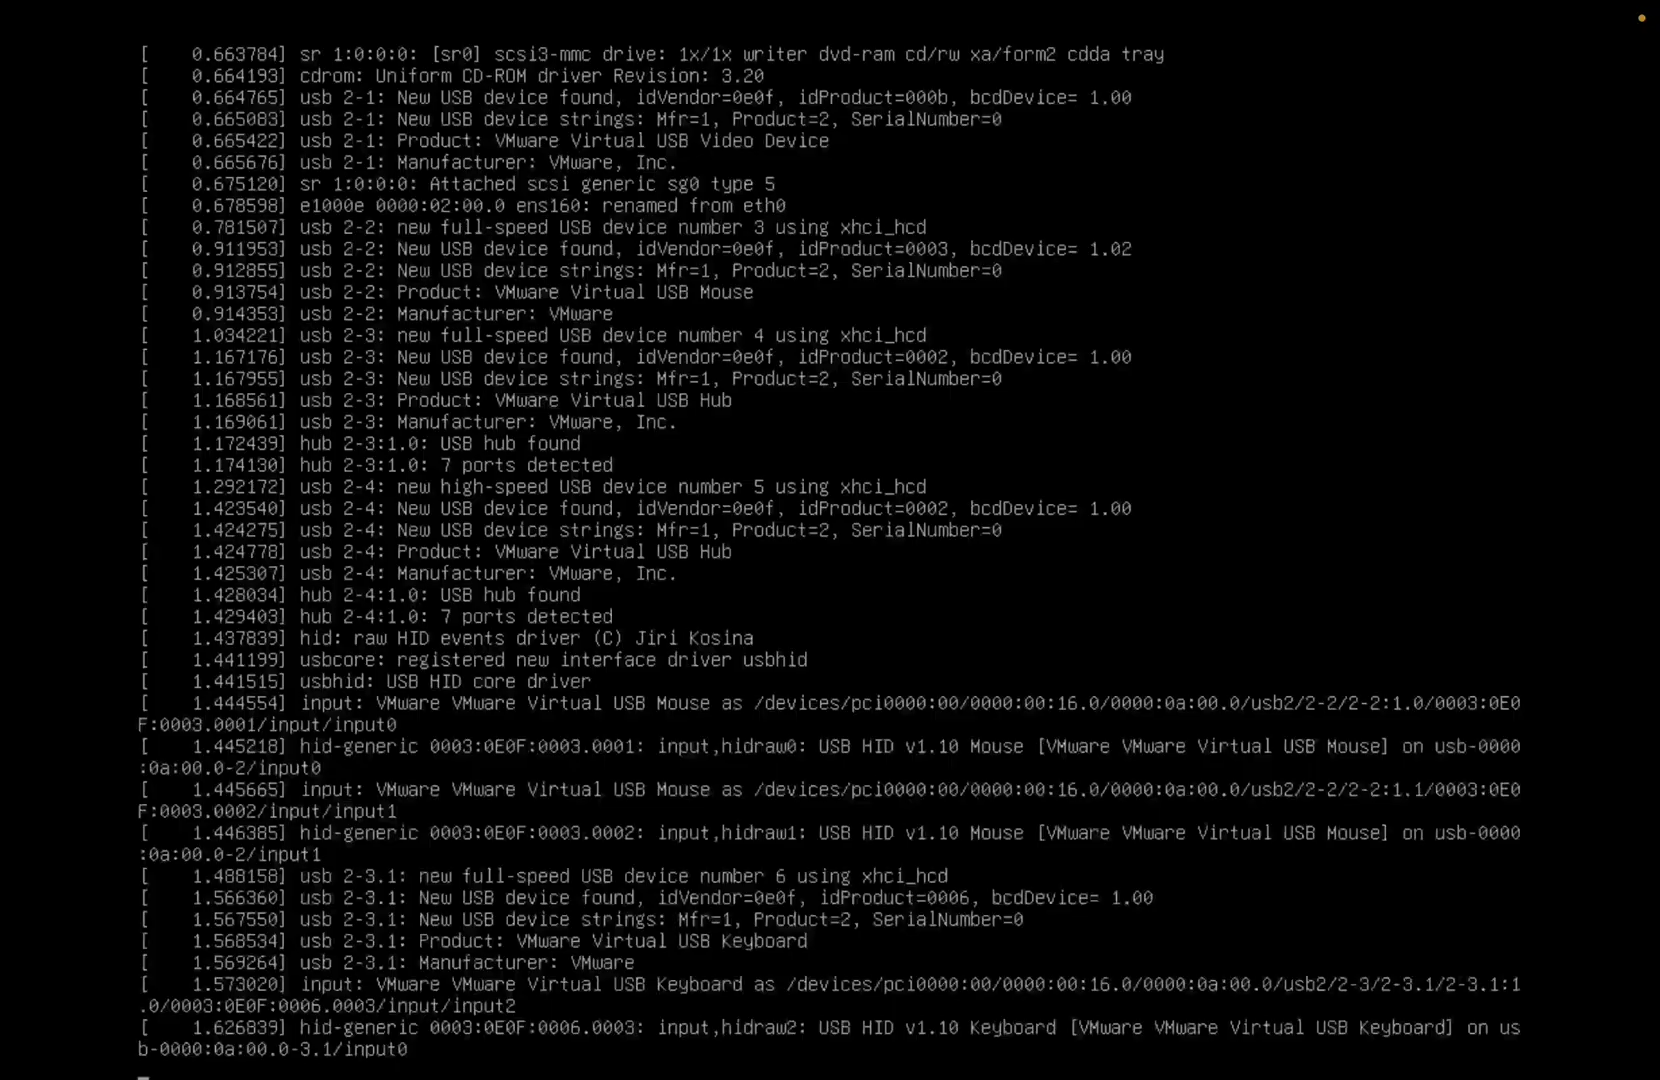 [    0.663784] sr 1:0:0:0: [sr0] scsi3-mmc drive: 1x/1x writer dvd-ram cd/rw xa/form2 cdda tray
[    0.664193] cdrom: Uniform CD-ROM driver Revision: 3.20
[    0.664765] usb 2-1: New USB device found, idVendor=0e0f, idProduct=000b, bcdDevice= 1.00
[    0.665083] usb 2-1: New USB device strings: Mfr=1, Product=2, SerialNumber=0
[    0.665422] usb 2-1: Product: VMware Virtual USB Video Device
[    0.665676] usb 2-1: Manufacturer: VMware, Inc.
[    0.675120] sr 1:0:0:0: Attached scsi generic sg0 type 5
[    0.678598] e1000e 0000:02:00.0 ens160: renamed from eth0
[    0.781507] usb 2-2: new full-speed USB device number 3 using xhci_hcd
[    0.911953] usb 2-2: New USB device found, idVendor=0e0f, idProduct=0003, bcdDevice= 1.02
[    0.912855] usb 2-2: New USB device strings: Mfr=1, Product=2, SerialNumber=0
[    0.913754] usb 2-2: Product: VMware Virtual USB Mouse
[    0.914353] usb 2-2: Manufacturer: VMware
[    1.034221] usb 2-3: new full-speed USB device number 4 using xhci_hcd
[    1.167176] usb 2-3: New USB device found, idVendor=0e0f, idProduct=0002, bcdDevice= 1.00
[    1.167955] usb 2-3: New USB device strings: Mfr=1, Product=2, SerialNumber=0
[    1.168561] usb 2-3: Product: VMware Virtual USB Hub
[    1.169061] usb 2-3: Manufacturer: VMware, Inc.
[    1.172439] hub 2-3:1.0: USB hub found
[    1.174130] hub 2-3:1.0: 7 ports detected
[    1.292172] usb 2-4: new high-speed USB device number 5 using xhci_hcd
[    1.423540] usb 2-4: New USB device found, idVendor=0e0f, idProduct=0002, bcdDevice= 1.00
[    1.424275] usb 2-4: New USB device strings: Mfr=1, Product=2, SerialNumber=0
[    1.424778] usb 2-4: Product: VMware Virtual USB Hub
[    1.425307] usb 2-4: Manufacturer: VMware, Inc.
[    1.428034] hub 2-4:1.0: USB hub found
[    1.429403] hub 2-4:1.0: 7 ports detected
[    1.437839] hid: raw HID events driver (C) Jiri Kosina
[    1.441199] usbcore: registered new interface driver usbhid
[    1.441515] usbhid: USB HID core driver
[    1.444554] input: VMware VMware Virtual USB Mouse as /devices/pci0000:00/0000:00:16.0/0000:0a:00.0/usb2/2-2/2-2:1.0/0003:0E0
F:0003.0001/input/input0
[    1.445218] hid-generic 0003:0E0F:0003.0001: input,hidraw0: USB HID v1.10 Mouse [VMware VMware Virtual USB Mouse] on usb-0000
:0a:00.0-2/input0
[    1.445665] input: VMware VMware Virtual USB Mouse as /devices/pci0000:00/0000:00:16.0/0000:0a:00.0/usb2/2-2/2-2:1.1/0003:0E0
F:0003.0002/input/input1
[    1.446385] hid-generic 0003:0E0F:0003.0002: input,hidraw1: USB HID v1.10 Mouse [VMware VMware Virtual USB Mouse] on usb-0000
:0a:00.0-2/input1
[    1.488158] usb 2-3.1: new full-speed USB device number 6 using xhci_hcd
[    1.566360] usb 2-3.1: New USB device found, idVendor=0e0f, idProduct=0006, bcdDevice= 1.00
[    1.567550] usb 2-3.1: New USB device strings: Mfr=1, Product=2, SerialNumber=0
[    1.568534] usb 2-3.1: Product: VMware Virtual USB Keyboard
[    1.569264] usb 2-3.1: Manufacturer: VMware
[    1.573020] input: VMware VMware Virtual USB Keyboard as /devices/pci0000:00/0000:00:16.0/0000:0a:00.0/usb2/2-3/2-3.1/2-3.1:1
.0/0003:0E0F:0006.0003/input/input2
[    1.626839] hid-generic 0003:0E0F:0006.0003: input,hidraw2: USB HID v1.10 Keyboard [VMware VMware Virtual USB Keyboard] on us
b-0000:0a:00.0-3.1/input0